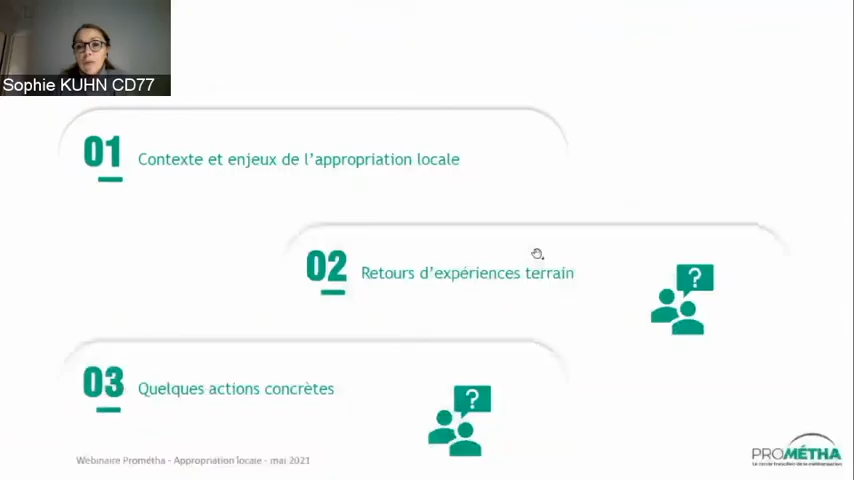 Sophie KUHN CD77
01
Contexte et enjeux de l'appropriation locale
02
Retours d'expériences terrain
?
03
Quelques actions concrètes
?
Webinaire Prométha - Appropriation locale - mai 2021
PROMÉTHA